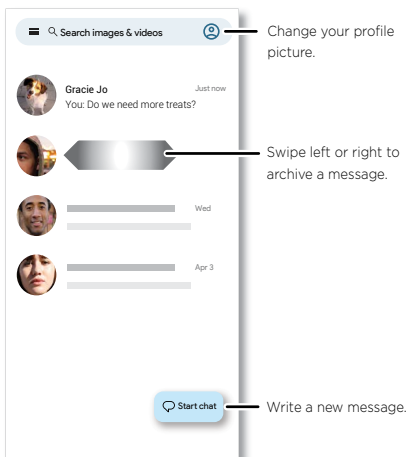 Search images & videos
Change your profile
picture.
Gracie Jo
Just now
You: Do we need more treats?
Swipe left or right to
archive a message.
Wed
Apr 3
Start chat
Write a new message.